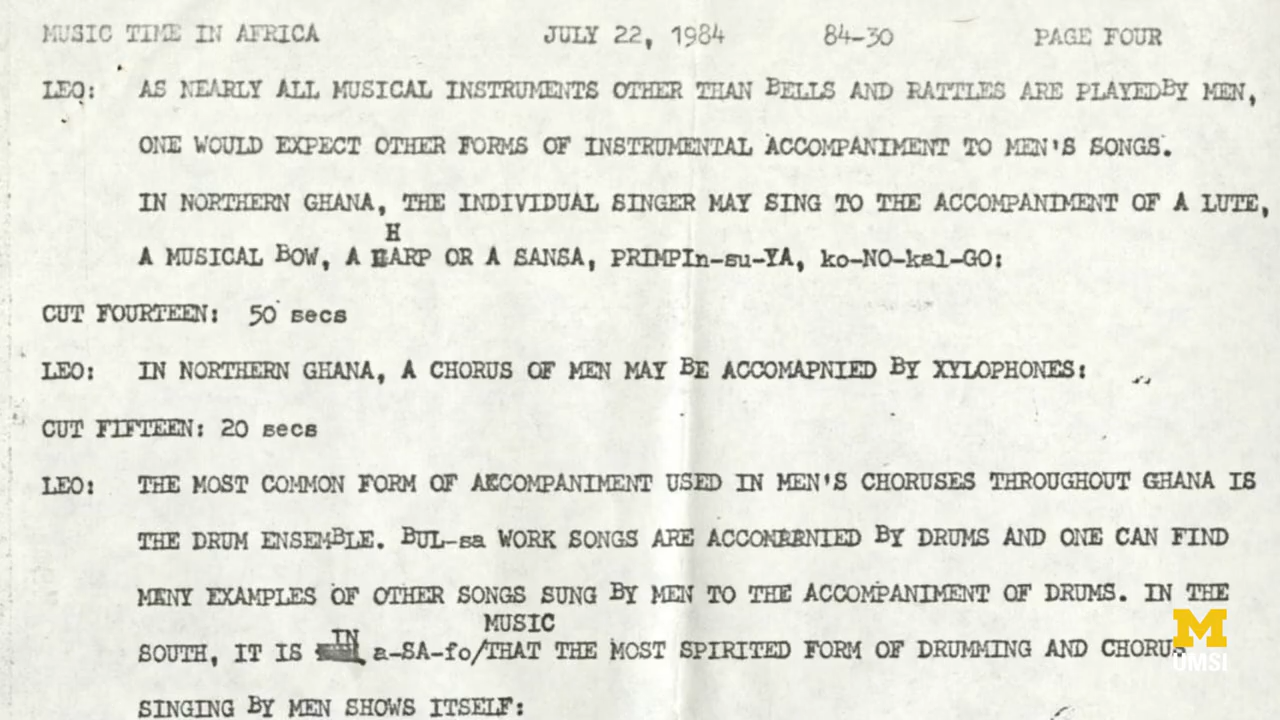 MUSIC TIME IN AFRICA JULY 22, 1984 84-30 PAGE FOUR
LEO: AS NEARLY ALL MUSICAL INSTRUMENTS OTHER THAN BELLS AND RATTLES ARE PLAYEDBY MEN,
ONE WOULD EXPECT OTHER FORMS OF INSTRUMENTAL ACCOMPANIMENT TO MEN'S SONGS.
IN NORTHERN GHANA, THE INDIVIDUAL SINGER MAY SING TO THE ACCOMPANIMENT OF A LUTE,
H
A MUSICAL BOW, A HARP OR A SANSA, PRIMPIn-su-YA, ko-NO-kal-GO:
CUT FOURTEEN: 50 secs
LEO: IN NORTHERN GHANA, A CHORUS OF MEN MAY BE ACCOMAPNIED BY XYLOPHONES:
CUT FIFTEEN: 20 secs
LEO: THE MOST COMMON FORM OF ACCOMPANIMENT USED IN MEN'S CHORUSES THROUGHOUT GHANA IS
THE DRUM ENSEMBLE. BUL-sa WORK SONGS ARE ACCOMPANIED BY DRUMS AND ONE CAN FIND
MENY EXAMPLES OF OTHER SONGS SUNG BY MEN TO THE ACCOMPANIMENT OF DRUMS. IN THE
MUSIC
SOUTH, IT IS IN a-SA-fo/THAT THE MOST SPIRITED FORM OF DRUMMING AND CHORUS
SINGING BY MEN SHOWS ITSELF:
M
UMSI